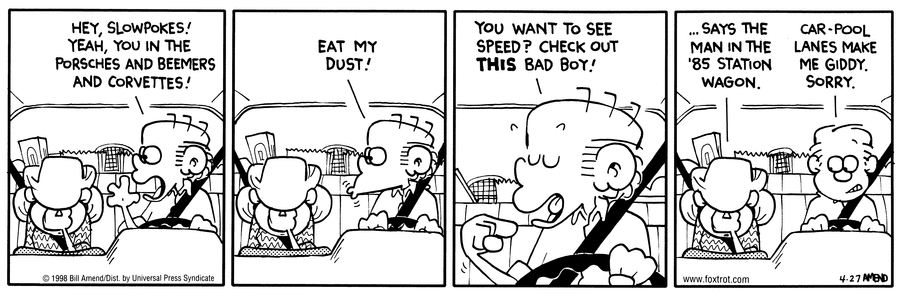 HEY, SLOWPOKES!
YEAH, YOU IN THE
PORSCHES AND BEEMERS
AND CORVETTES!
© 1998 Bill Amend/Dist. by Universal Press Syndicate
EAT MY
DUST!
YOU WANT TO SEE
SPEED? CHECK OUT
THIS BAD BOY!
...SAYS THE
MAN IN THE
'85 STATION
WAGON.
CAR-POOL
LANES MAKE
ME GIDDY.
SORRY.
www.foxtrot.com
4-27 AMEND